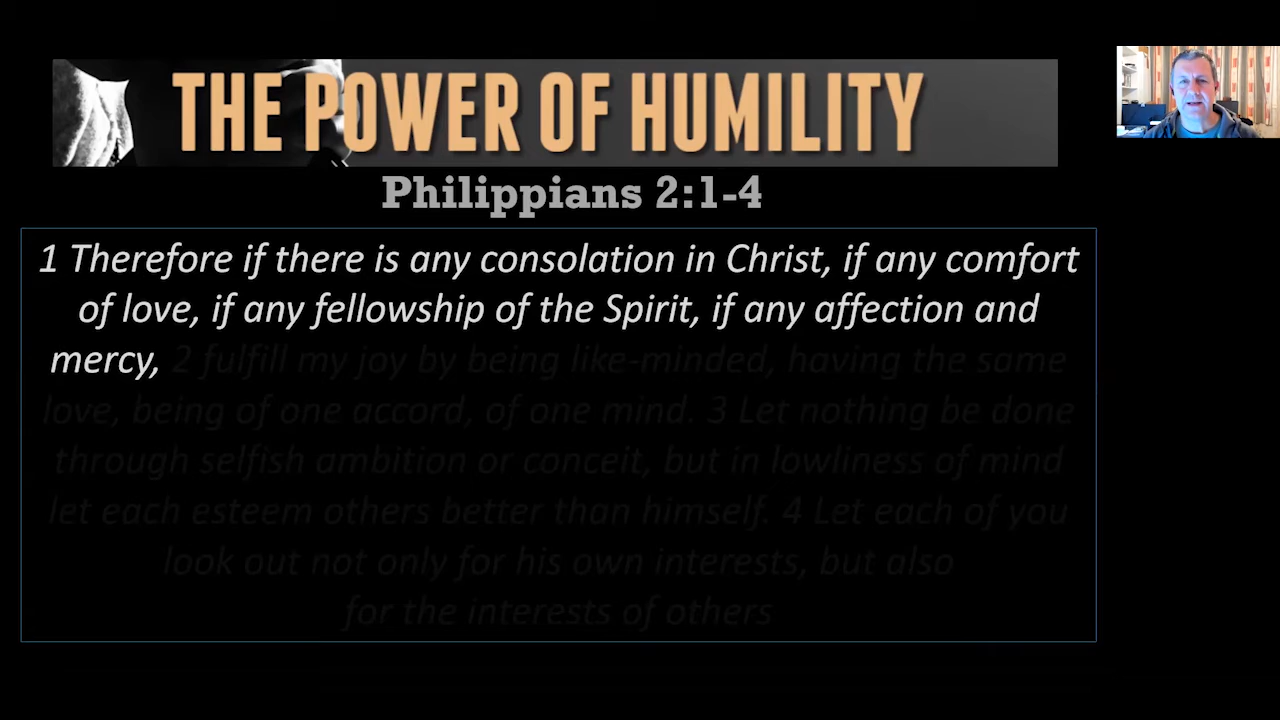 THE POWER OF HUMILITY
Philippians 2:1-4
1 Therefore if there is any consolation in Christ, if any comfort
of love, if any fellowship of the Spirit, if any affection and
mercy, 2 fulfill my joy by being like-minded, having the same
love, being of one accord, of one mind. 3 Let nothing be done
through selfish ambition or conceit, but in lowliness of mind
let each esteem others better than himself. 4 Let each of you
look out not only for his own interests, but also
for the interests of others